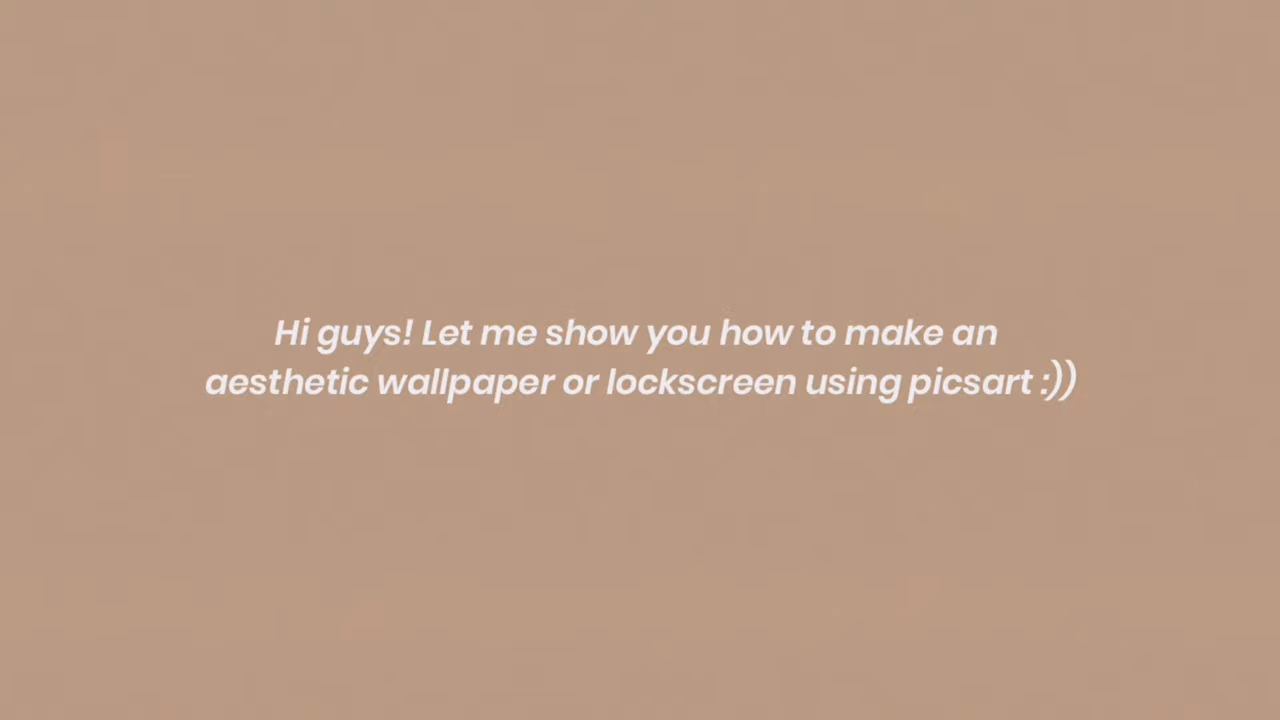 Hi guys! Let me show you how to make an
aesthetic wallpaper or lockscreen using picsart :))